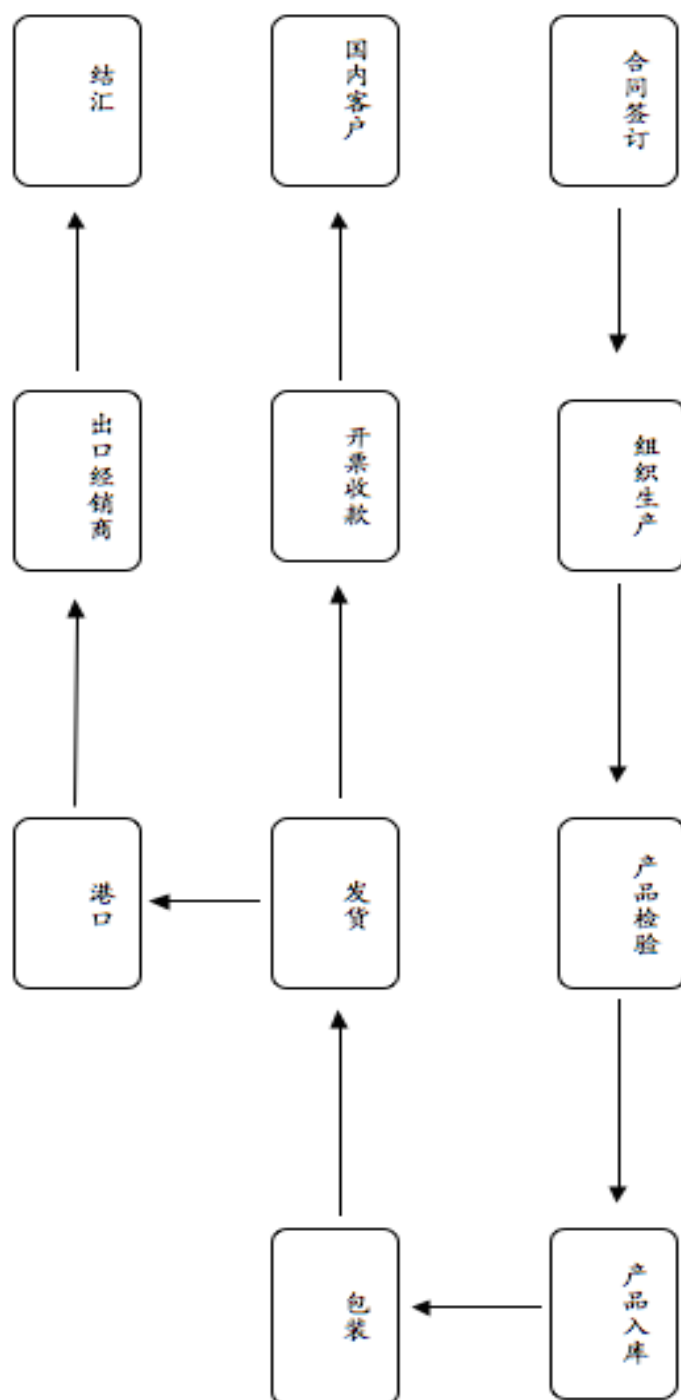 结汇
国内客户
合同签订
出口经销商
开票收款
组织生产
港口
发货
产品检验
包装
产品入库